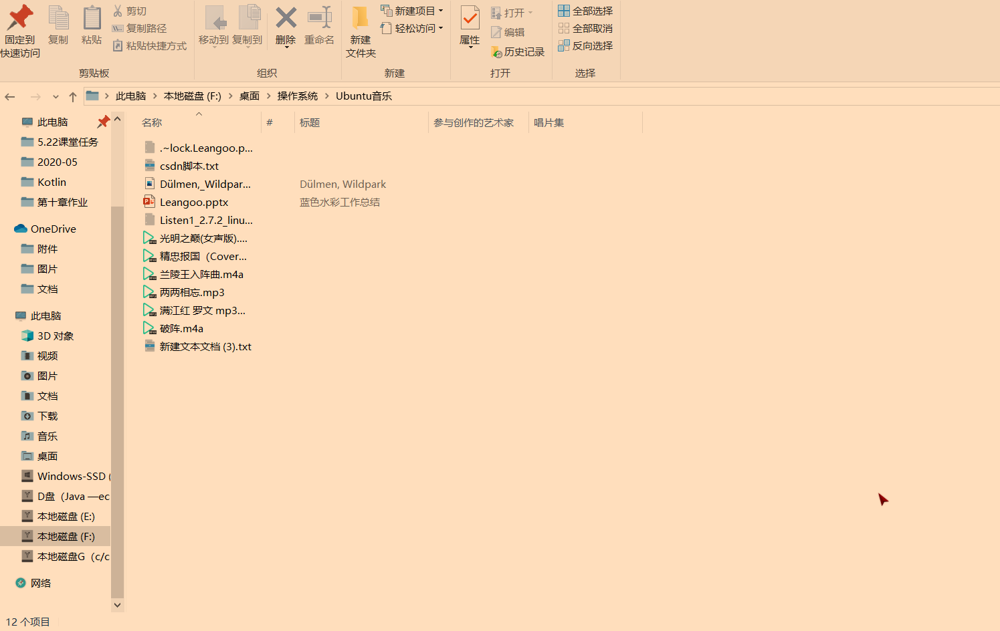 剪切
复制路径
粘贴快捷方式
固定到
快速访问
复制
粘贴
剪贴板
移动到
复制到
删除
重命名
组织
新建
文件夹
新建项目
轻松访问
新建
属性
打开
编辑
历史记录
打开
全部选择
全部取消
反向选择
选择
此电脑 > 本地磁盘 (F:) > 桌面 > 操作系统 > Ubuntu音乐
此电脑
5.22课堂任务
2020-05
Kotlin
第十章作业
OneDrive
附件
图片
文档
此电脑
3D 对象
视频
图片
文档
下载
音乐
桌面
Windows-SSD (
D盘（Java —ec
本地磁盘 (E:)
本地磁盘 (F:)
本地磁盘G（c/c
网络
名称 # 标题 参与创作的艺术家 唱片集
.~lock.Leangoo.p...
csdn脚本.txt
Dülmen,_Wildpar... Dülmen, Wildpark
Leangoo.pptx 蓝色水彩工作总结
Listen1_2.7.2_linu...
光明之巅(女声版)....
精忠报国（Cover...
兰陵王入阵曲.m4a
两两相忘.mp3
满江红 罗文 mp3...
破阵.m4a
新建文本文档 (3).txt
12 个项目